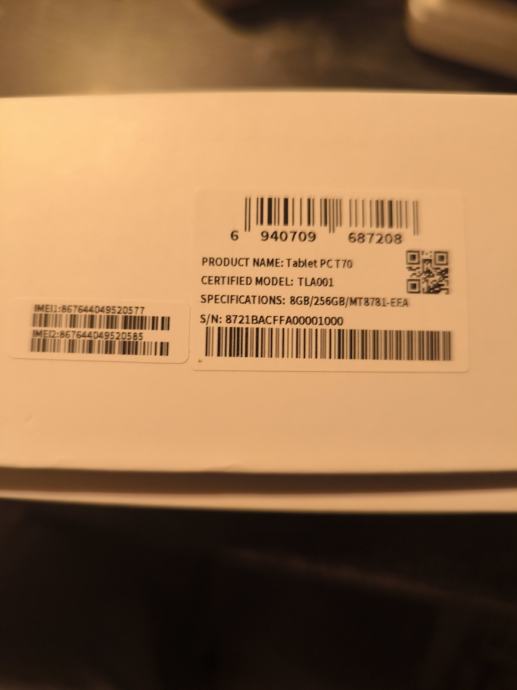 6 940709 687208
PRODUCT NAME: Tablet PC T70
CERTIFIED MODEL: TLA001
SPECIFICATIONS: 8GB/256GB/MT8781-EEA
S/N: 8721BACFFA00001000
IMEI1:867644049520577
IMEI2:867644049520585